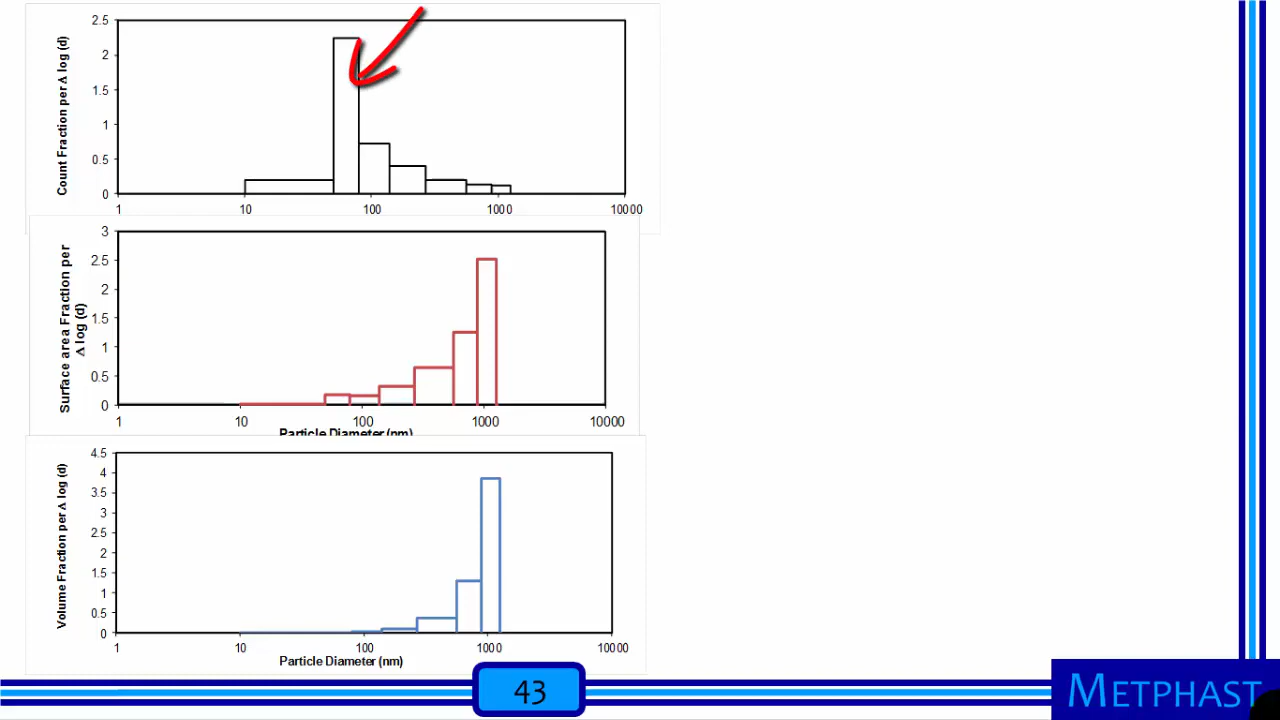 Count Fraction per Δ log (d)
2.5
2
1.5
1
0.5
0
1 10 100 1000 10000
Surface area Fraction per
Δ log (d)
3
2.5
2
1.5
1
0.5
0
1 10 100 1000 10000
Particle Diameter (nm)
Volume Fraction per Δ log (d)
4.5
4
3.5
3
2.5
2
1.5
1
0.5
0
1 10 100 1000 10000
Particle Diameter (nm)
43
METPHAST